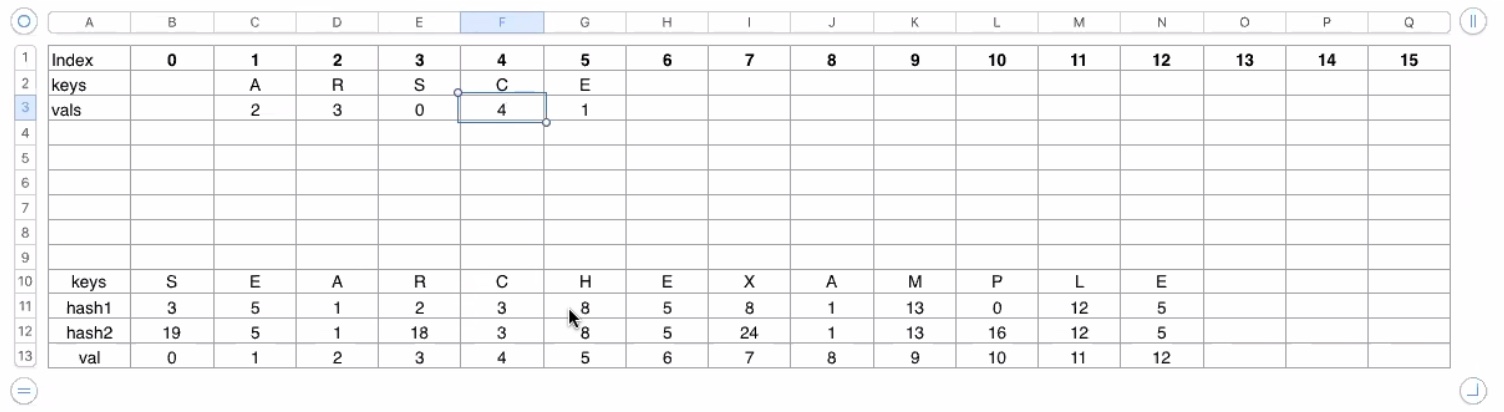 A B C D E F G H I J K L M N O P Q
1 Index 0 1 2 3 4 5 6 7 8 9 10 11 12 13 14 15
2 keys A R S C E
3 vals 2 3 0 4 1
4
5
6
7
8
9
10 keys S E A R C H E X A M P L E
11 hash1 3 5 1 2 3 8 5 8 1 13 0 12 5
12 hash2 19 5 1 18 3 8 5 24 1 13 16 12 5
13 val 0 1 2 3 4 5 6 7 8 9 10 11 12